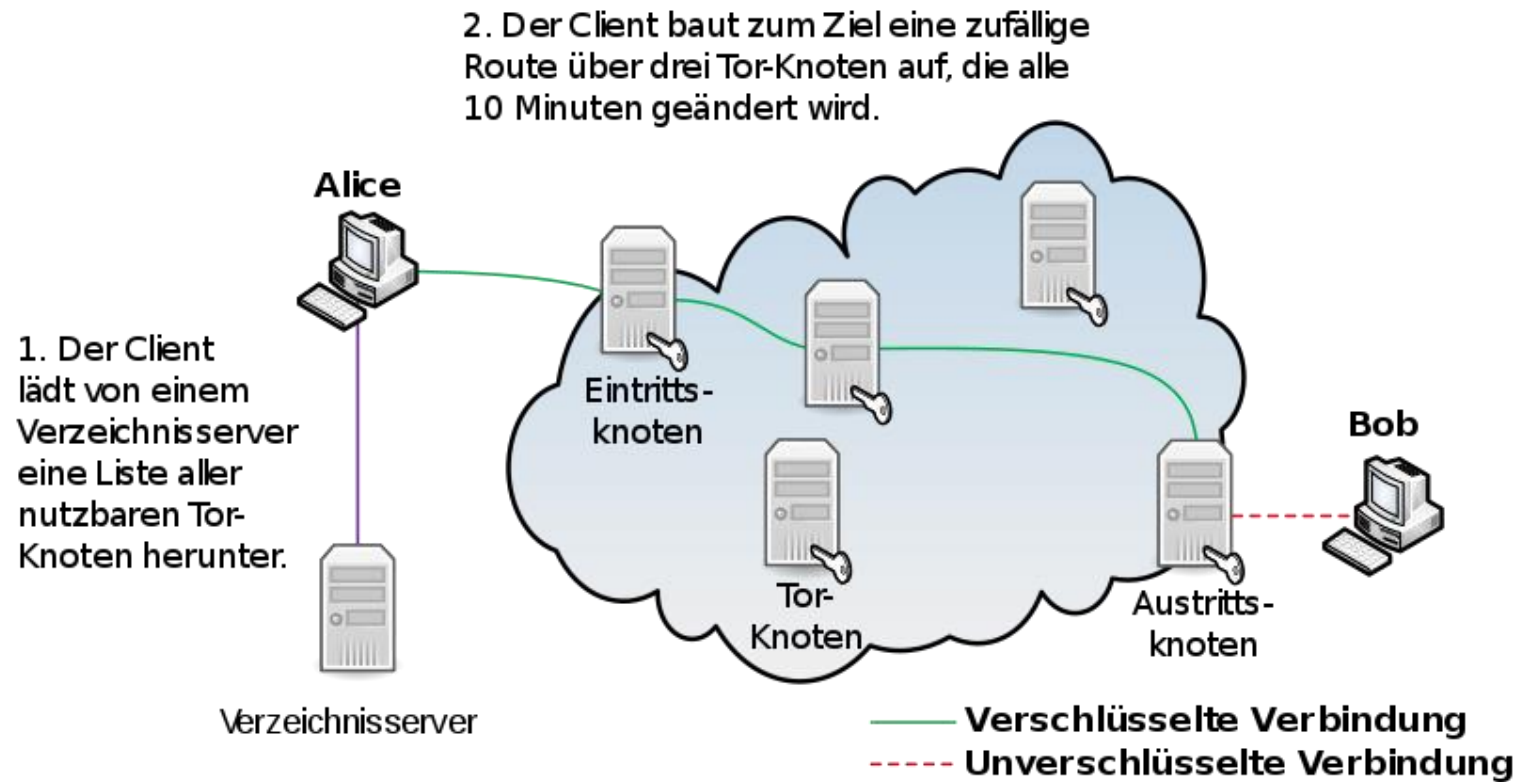 2. Der Client baut zum Ziel eine zufällige
Route über drei Tor-Knoten auf, die alle
10 Minuten geändert wird.
Alice
1. Der Client
lädt von einem
Verzeichnisserver
eine Liste aller
nutzbaren Tor-
Knoten herunter.
Eintritts-
knoten
Bob
Tor-
Knoten
Austritts-
knoten
Verzeichnisserver
Verschlüsselte Verbindung
Unverschlüsselte Verbindung